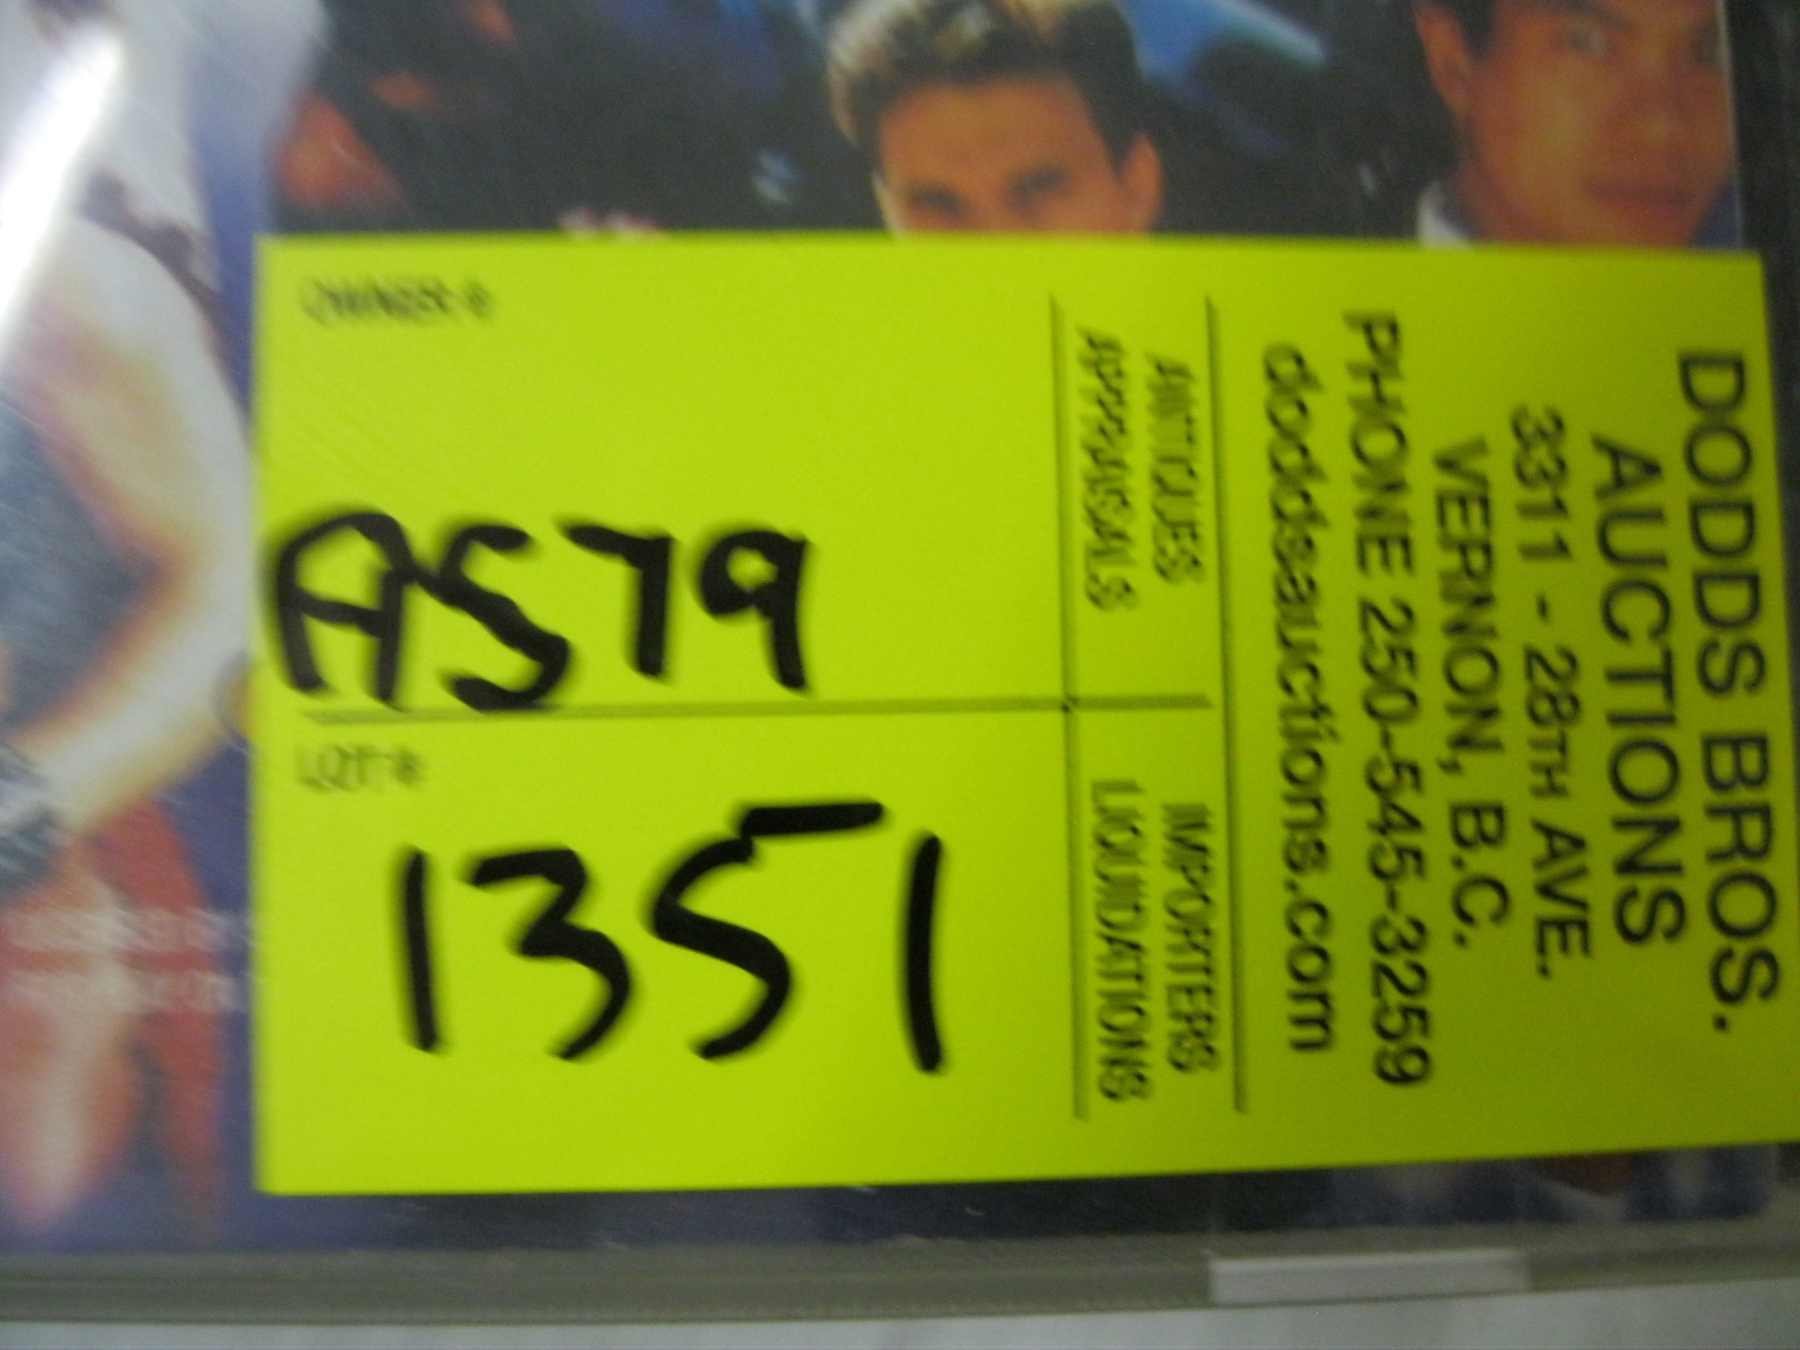 DODDS BROS.
AUCTIONS
3311 - 28TH AVE.
VERNON, B.C.
PHONE 250-545-3259
doddsauctions.com
ANTIQUES
APPRAISALS
IMPORTERS
LIQUIDATIONS
OWNER #
AS79
LOT #
1351